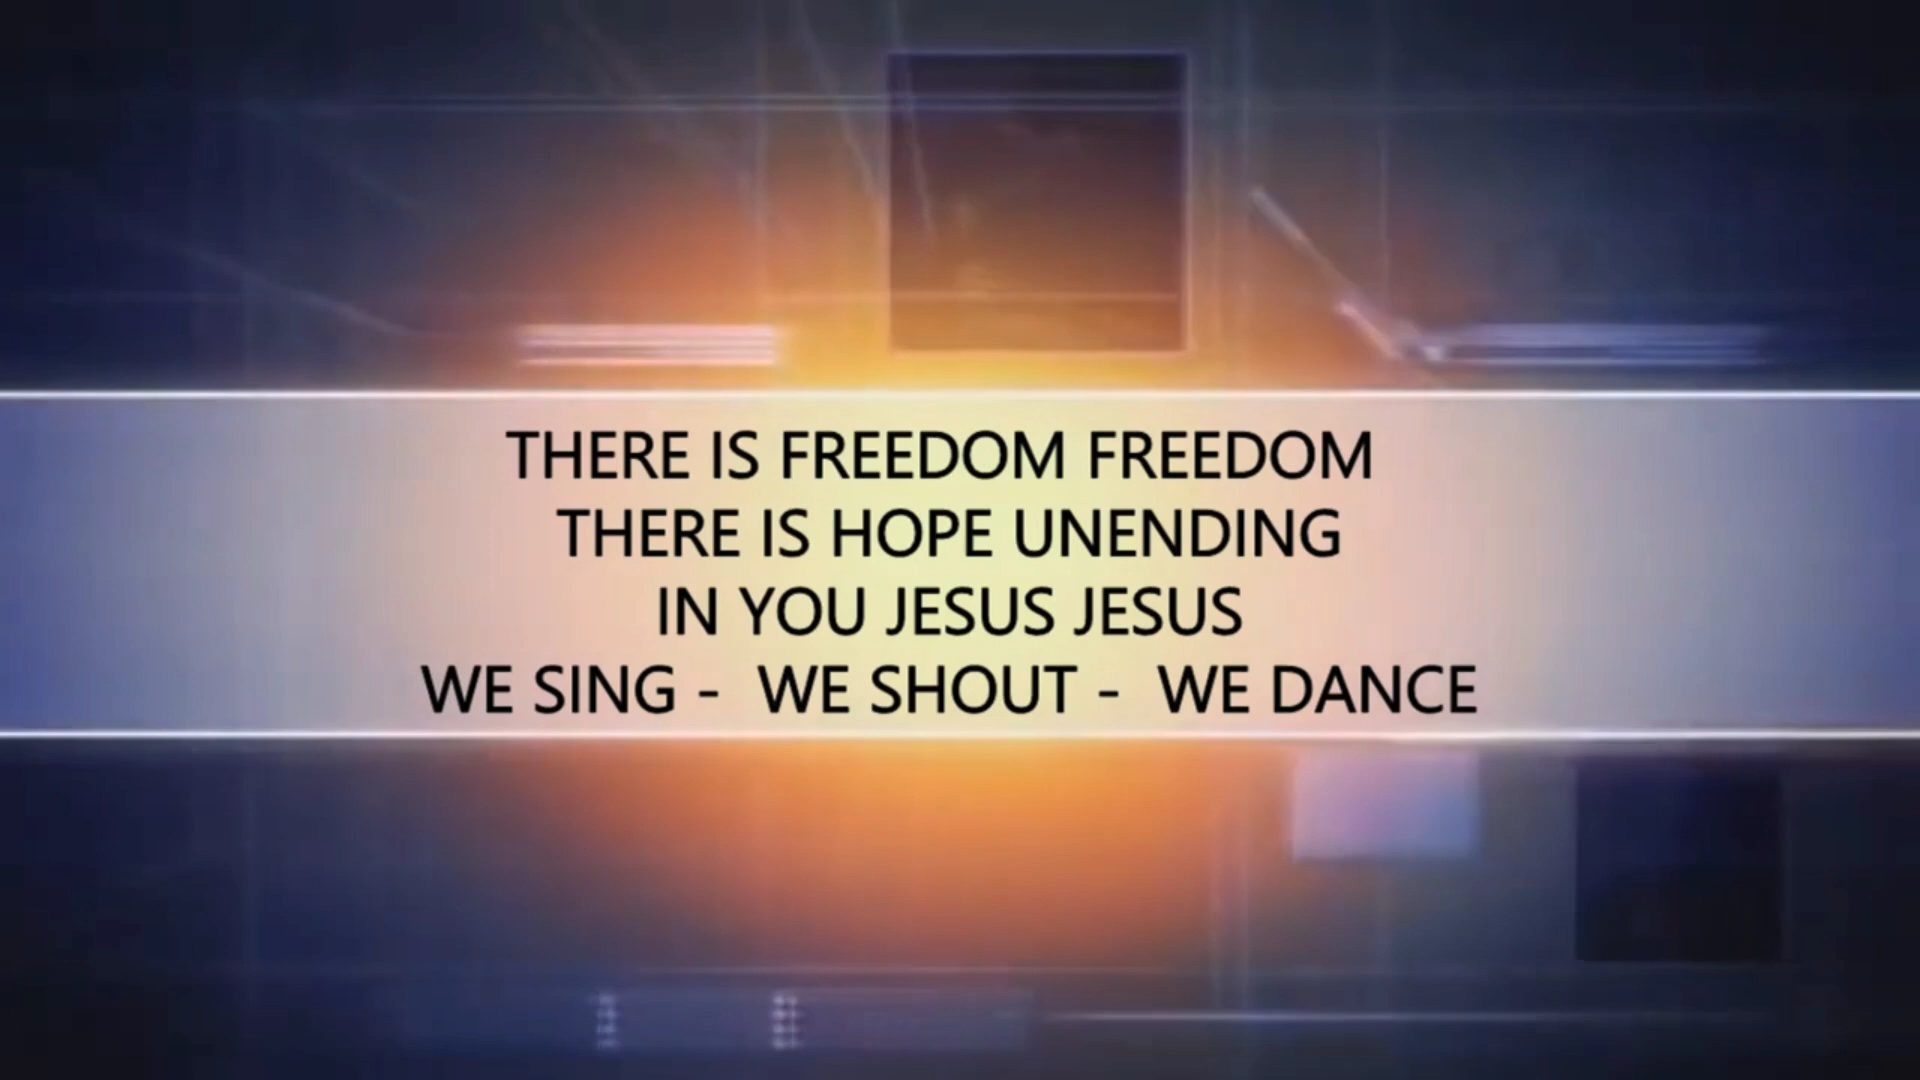 THERE IS FREEDOM FREEDOM
THERE IS HOPE UNENDING
IN YOU JESUS JESUS
WE SING -  WE SHOUT -  WE DANCE